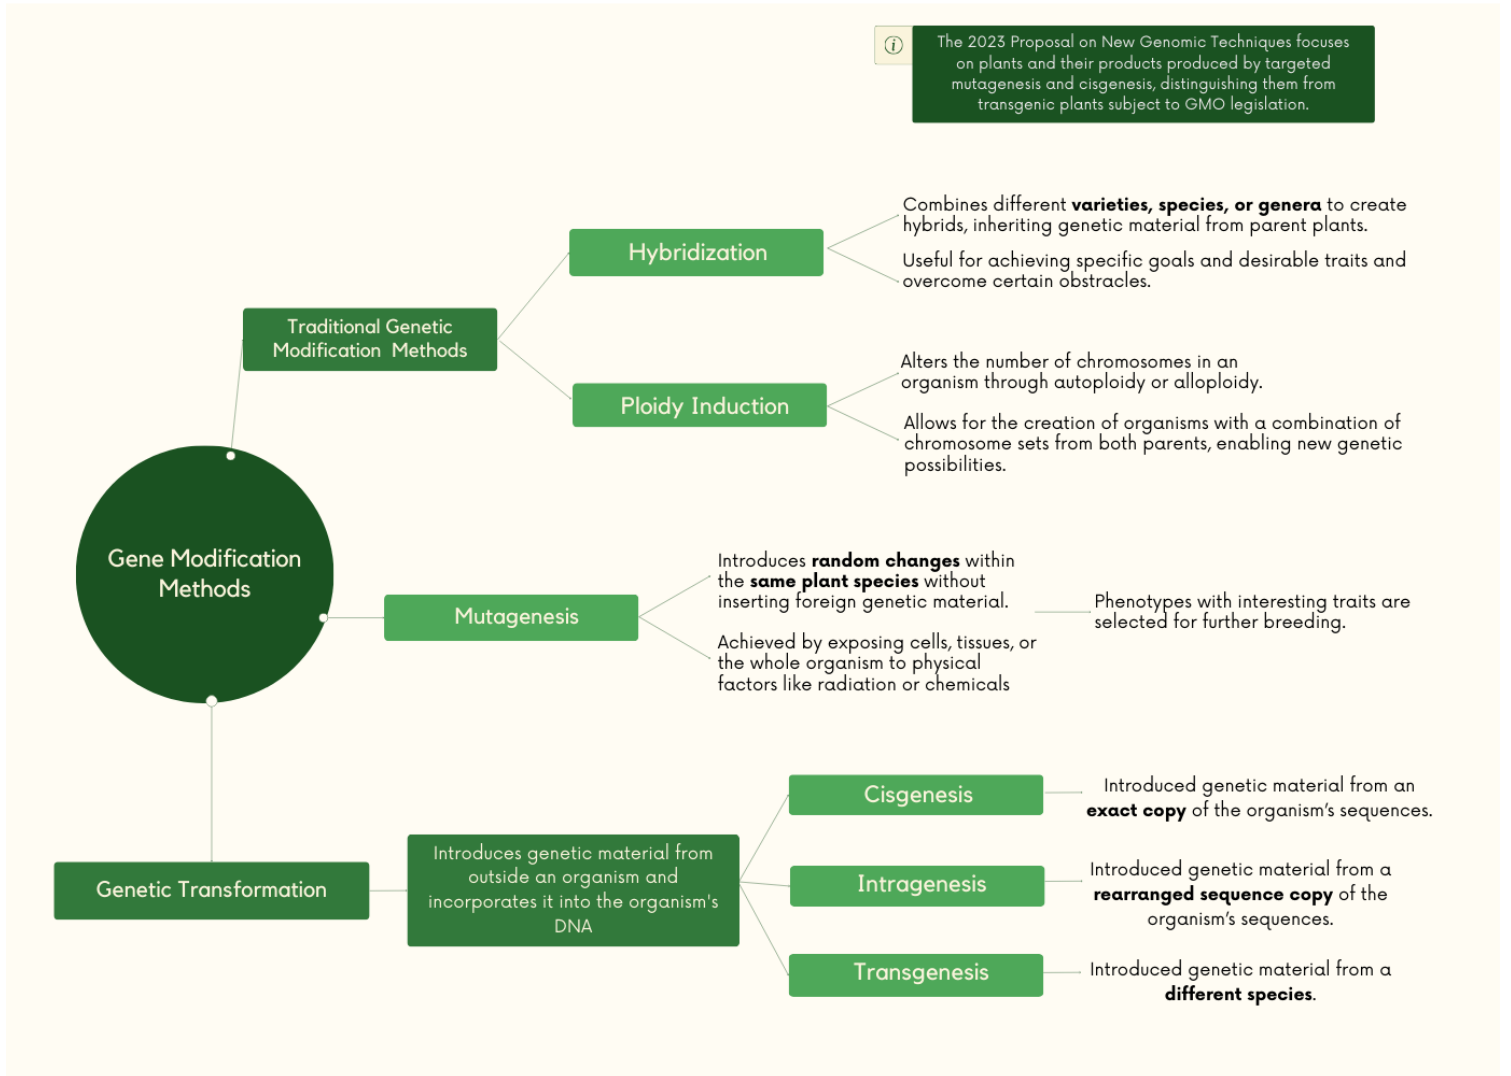 The 2023 Proposal on New Genomic Techniques focuses
on plants and their products produced by targeted
mutagenesis and cisgenesis, distinguishing them from
transgenic plants subject to GMO legislation.
Combines different varieties, species, or genera to create
hybrids, inheriting genetic material from parent plants.
Hybridization
Useful for achieving specific goals and desirable traits and
overcome certain obstacles.
Traditional Genetic
Modification Methods
Alters the number of chromosomes in an
organism through autoploidy or alloploidy.
Ploidy Induction
Allows for the creation of organisms with a combination of
chromosome sets from both parents, enabling new genetic
possibilities.
Gene Modification
Methods
Introduces random changes within
the same plant species without
inserting foreign genetic material.
Mutagenesis
Phenotypes with interesting traits are
selected for further breeding.
Achieved by exposing cells, tissues, or
the whole organism to physical
factors like radiation or chemicals
Cisgenesis
Introduced genetic material from an
exact copy of the organism's sequences.
Genetic Transformation
Introduces genetic material from
outside an organism and
incorporates it into the organism's
DNA
Intragenesis
Introduced genetic material from a
rearranged sequence copy of the
organism's sequences.
Transgenesis
Introduced genetic material from a
different species.